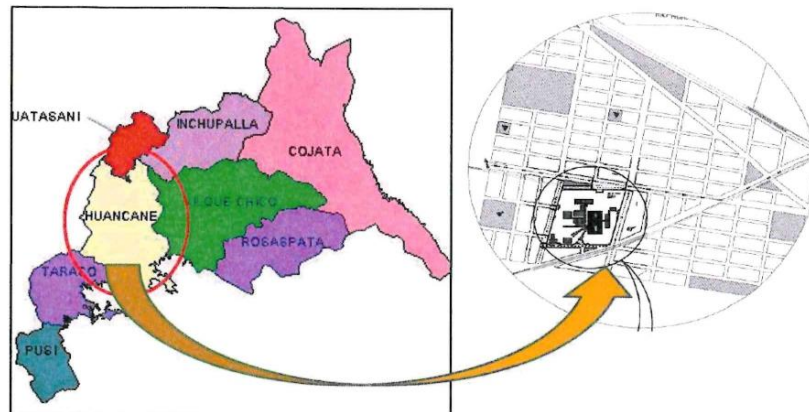 UATASANI
INCHUPALLA
COJATA
HUANCANE
ROSASPATA
TARACO
PUSI